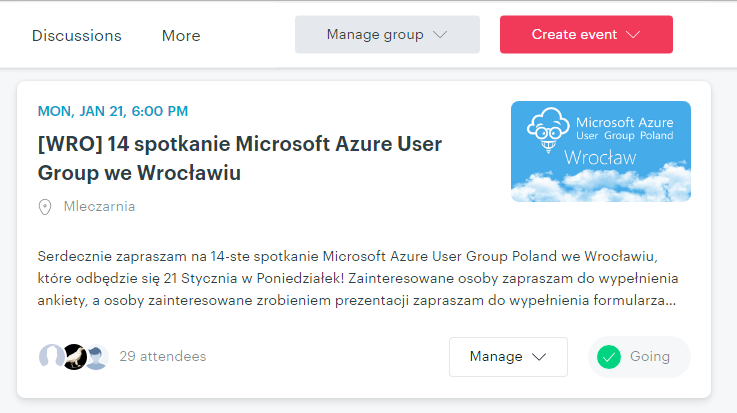 Discussions More Manage group Create event
MON, JAN 21, 6:00 PM
[WRO] 14 spotkanie Microsoft Azure User
Group we Wrocławiu
Mleczarnia
Microsoft Azure
User Group Poland
Wrocław
Serdecznie zapraszam na 14-ste spotkanie Microsoft Azure User Group Poland we Wrocławiu,
które odbędzie się 21 Stycznia w Poniedziałek! Zainteresowane osoby zapraszam do wypełnienia
ankiety, a osoby zainteresowane zrobieniem prezentacji zapraszam do wypełnienia formularza...
29 attendees Manage Going